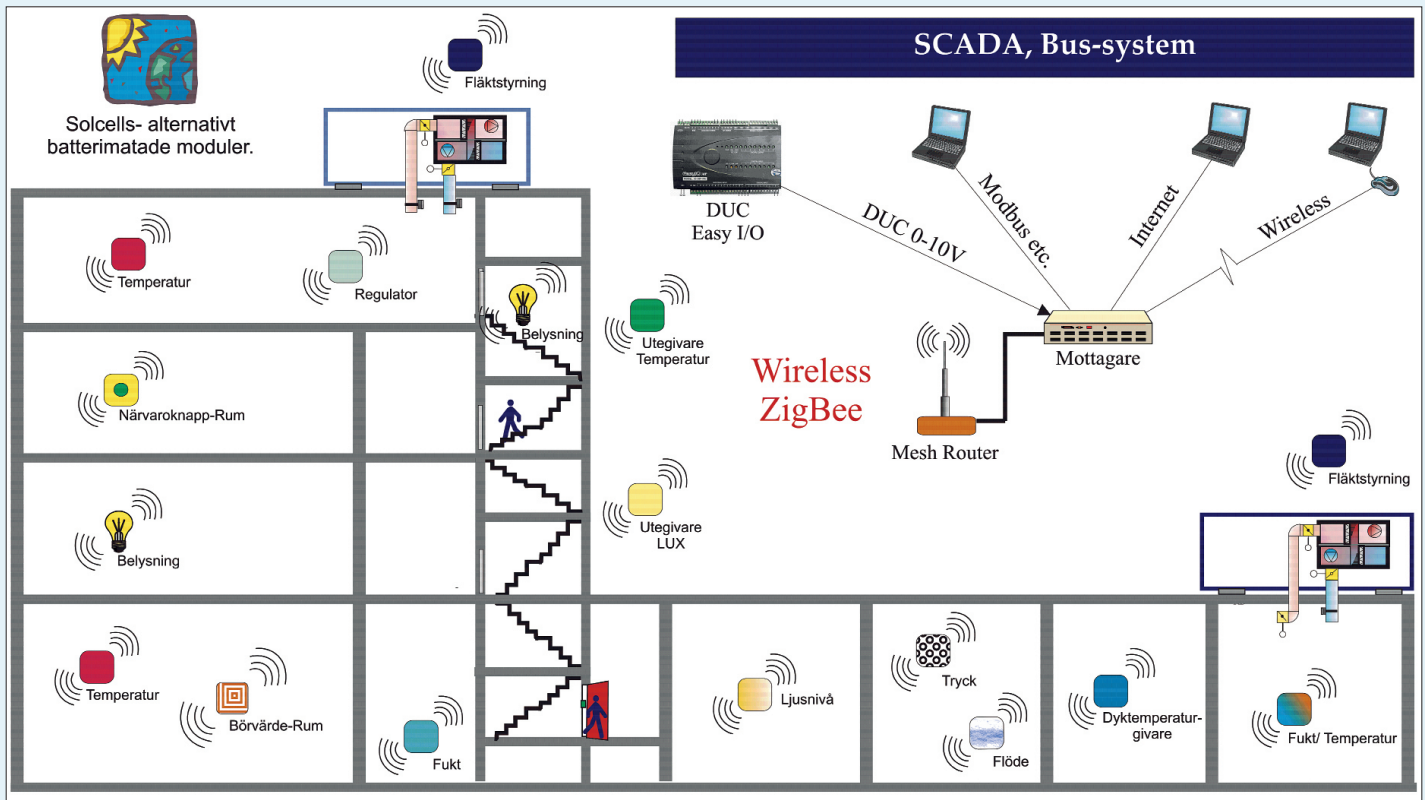 SCADA, Bus-system
Fläktstyrning
Solcells- alternativt
batterimatade moduler.
DUC
Easy I/O
DUC 0-10V
Modbus etc.
Internet
Wireless
Temperatur
Regulator
Belysning
Utegivare
Temperatur
Mottagare
Wireless
ZigBee
Mesh Router
Närvaroknapp-Rum
Fläktstyrning
Belysning
Utegivare
LUX
Temperatur
Börvärde-Rum
Fukt
Ljusnivå
Tryck
Flöde
Dyktemperatur-
givare
Fukt/ Temperatur